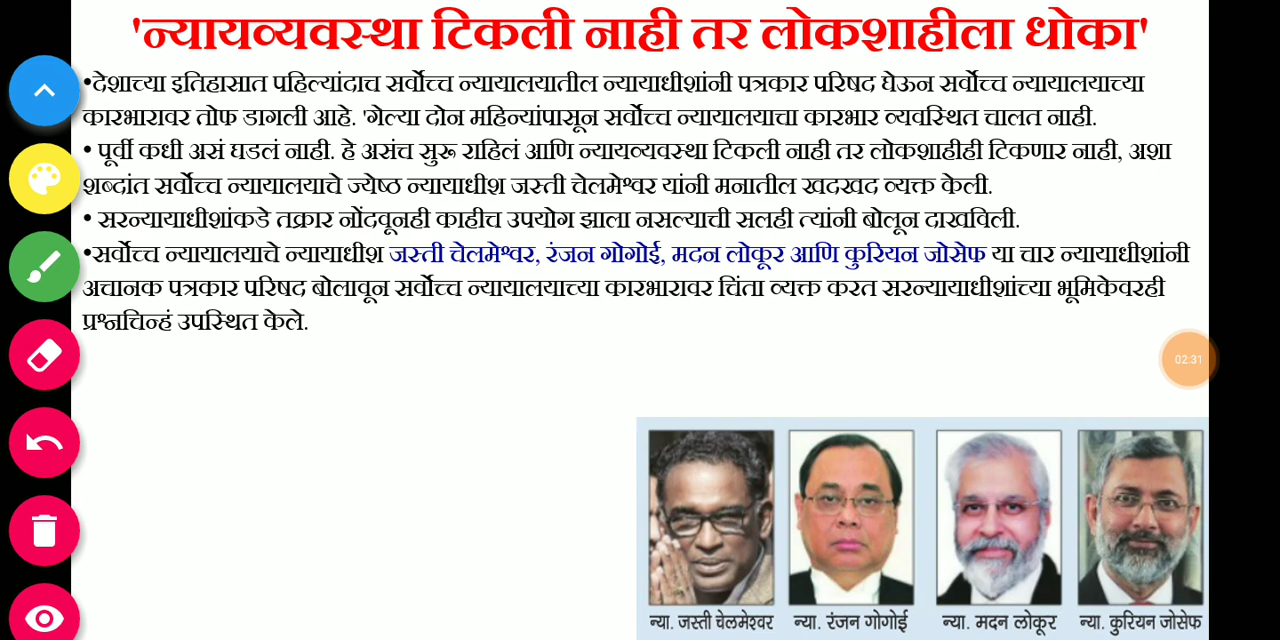 'न्यायव्यवस्था टिकली नाही तर लोकशाहीला धोका'
•देशाच्या इतिहासात पहिल्यांदाच सर्वोच्च न्यायालयातील न्यायाधीशांनी पत्रकार परिषद घेऊन सर्वोच्च न्यायालयाच्या
कारभारावर तोफ डागली आहे. 'गेल्या दोन महिन्यांपासून सर्वोच्च न्यायालयाचा कारभार व्यवस्थित चालत नाही.
• पूर्वी कधी असं घडलं नाही. हे असंच सुरू राहिलं आणि न्यायव्यवस्था टिकली नाही तर लोकशाहीही टिकणार नाही, अशा
शब्दांत सर्वोच्च न्यायालयाचे ज्येष्ठ न्यायाधीश जस्ती चेलमेश्वर यांनी मनातील खदखद व्यक्त केली.
• सरन्यायाधीशांकडे तक्रार नोंदवूनही काहीच उपयोग झाला नसल्याची सलही त्यांनी बोलून दाखविली.
•सर्वोच्च न्यायालयाचे न्यायाधीश जस्ती चेलमेश्वर, रंजन गोगोई, मदन लोकूर आणि कुरियन जोसेफ या चार न्यायाधीशांनी
अचानक पत्रकार परिषद बोलावून सर्वोच्च न्यायालयाच्या कारभारावर चिंता व्यक्त करत सरन्यायाधीशांच्या भूमिकेवरही
प्रश्नचिन्हं उपस्थित केले.
02:31
न्या. जस्ती चेलमेश्वर न्या. रंजन गोगोई न्या. मदन लोकूर न्या. कुरियन जोसेफ